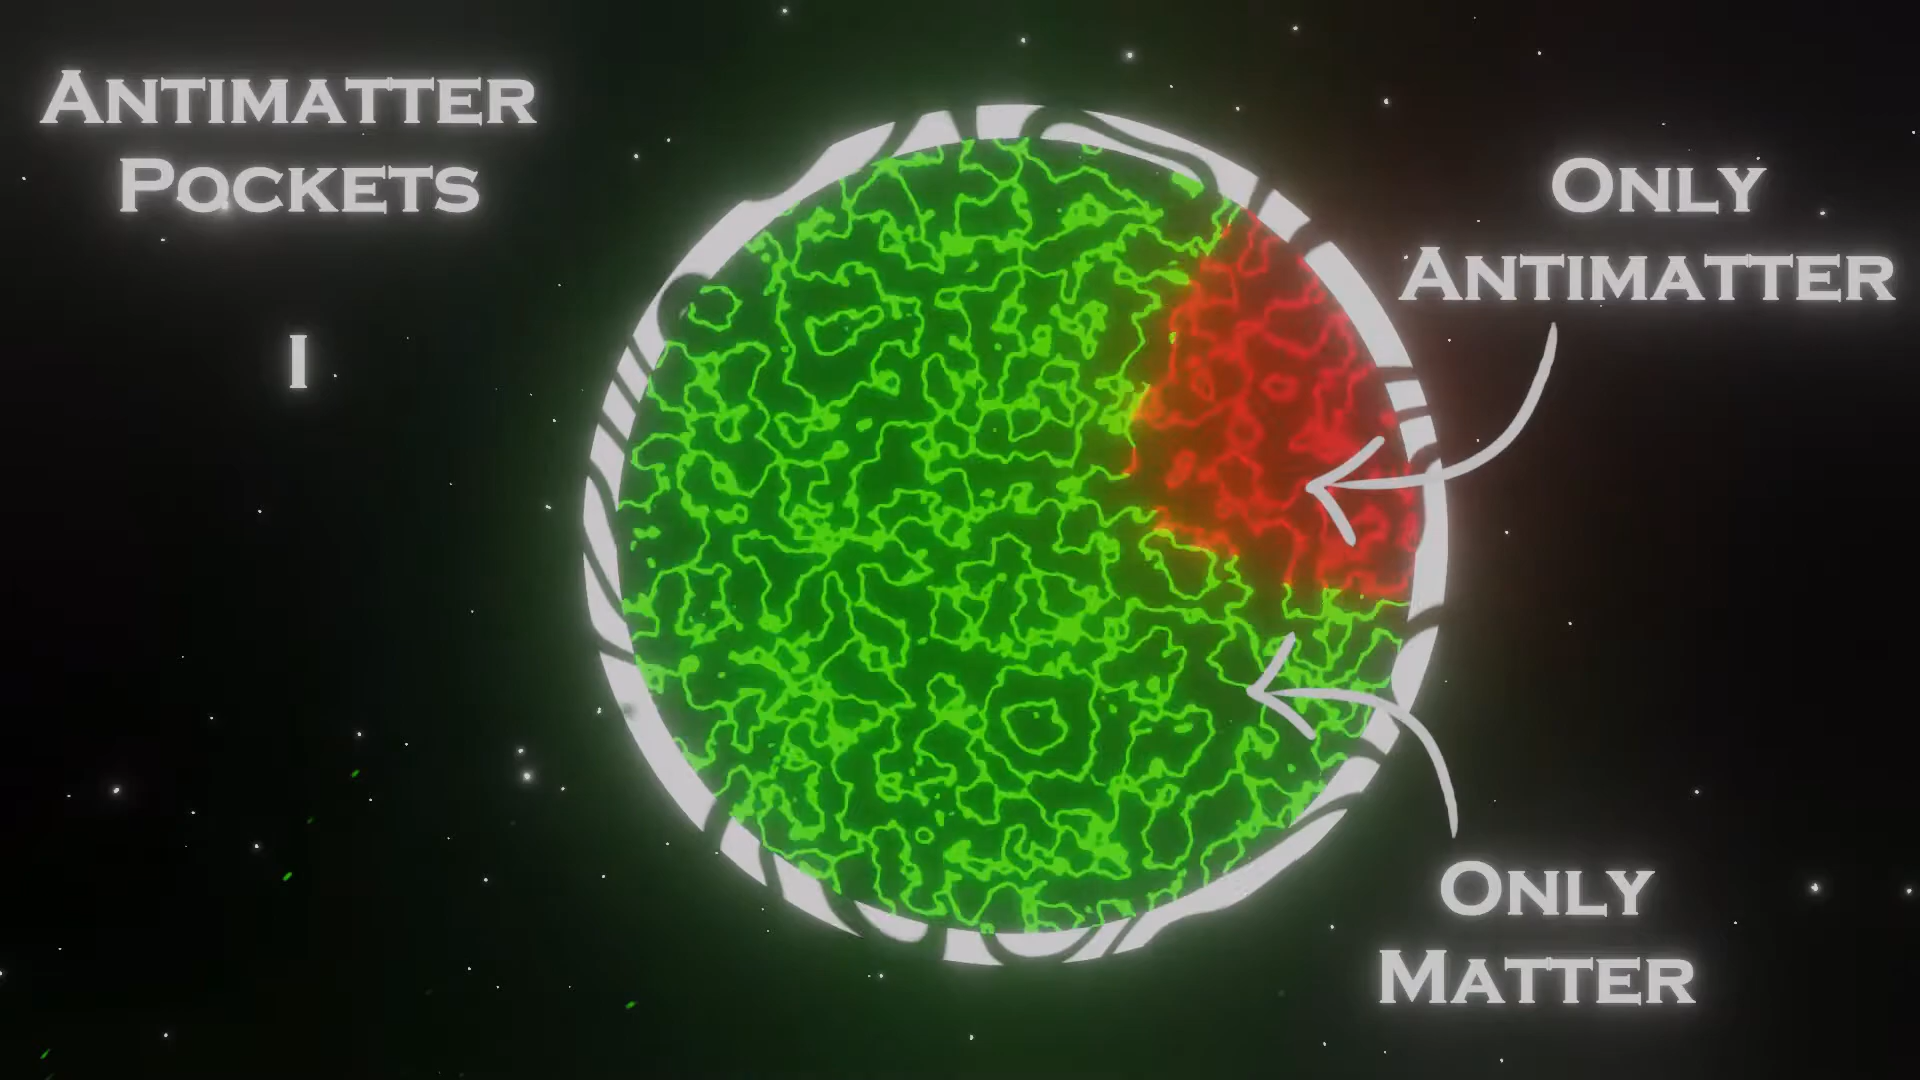 Antimatter
Pockets
I
Only
Antimatter
Only
Matter